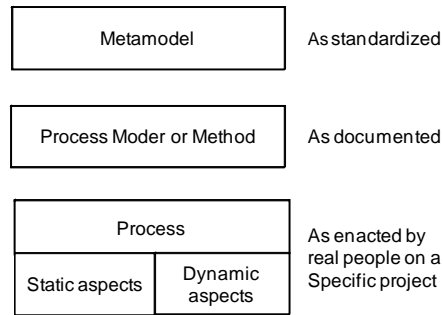 Metamodel
As standardized
Process Moder or Method
As documented
Process
Static aspects
Dynamic
aspects
As enacted by
real people on a
Specific project